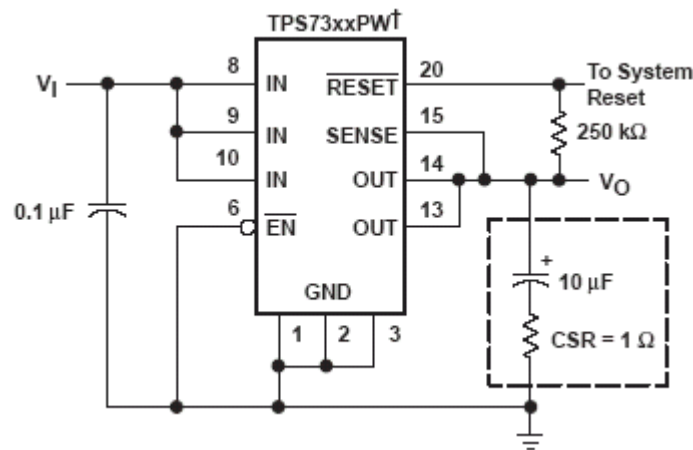 TPS73xxPW†
VI
8
IN
RESET
20
To System
Reset
9
IN
SENSE
15
250 kΩ
10
IN
OUT
14
VO
0.1 μF
6
EN
OUT
13
GND
+
10 μF
1
2
3
CSR = 1 Ω